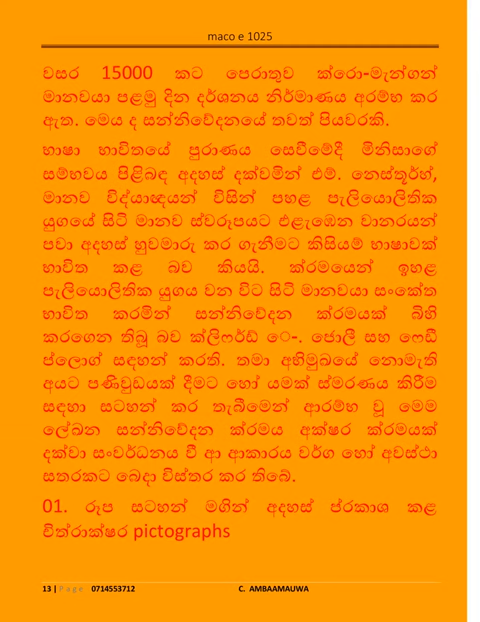 maco e 1025
වසර 15000 කට පෙරාතුව ක්රො-මැන්ගන්
මානවයා පළමු දින දර්ශනය නිර්මාණය අරම්භ කර
ඇත. මෙය ද සන්නිවේදනයේ තවත් පියවරකි.
භාෂා භාවිතයේ පුරාණය සෙවීමේදී මිනිසාගේ
සම්භවය පිළිබඳ අදහස් දක්වමින් එම්. නෙස්තූර්හ්,
මානව විද්යාඥයන් විසින් පහළ පැලියොලිතික
යුගයේ සිටි මානව ස්වරූපයට එළැඹෙන වානරයන්
පවා අදහස් හුවමාරු කර ගැනීමට කිසියම් භාෂාවක්
භාවිත කළ බව කියයි. ක්රමයෙන් ඉහළ
පැලියොලිතික යුගය වන විට සිටි මානවයා සංකේත
භාවිත කරමින් සන්නිවේදන ක්රමයක් බිහි
කරගෙන තිබූ බව ක්ලිෆර්ඩ් ෙ-. ජොලී සහ ෆෙඩී
ප්ලොග් සඳහන් කරති. තමා අභිමුඛයේ නොමැති
අයට පණිවුඩයක් දීමට හෝ යමක් ස්මරණය කිරීම
සඳහා සටහන් කර තැබීමෙන් ආරම්භ වූ මෙම
ලේඛන සන්නිවේදන ක්රමය අක්ෂර ක්රමයක්
දක්වා සංවර්ධනය වී ආ ආකාරය වර්ග හෝ අවස්ථා
සතරකට බෙදා විස්තර කර තිබේ.
01. රූප සටහන් මගින් අදහස් ප්රකාශ කළ
චිත්රාක්ෂර pictographs
13 | Page 0714553712 C. AMBAAMAUWA